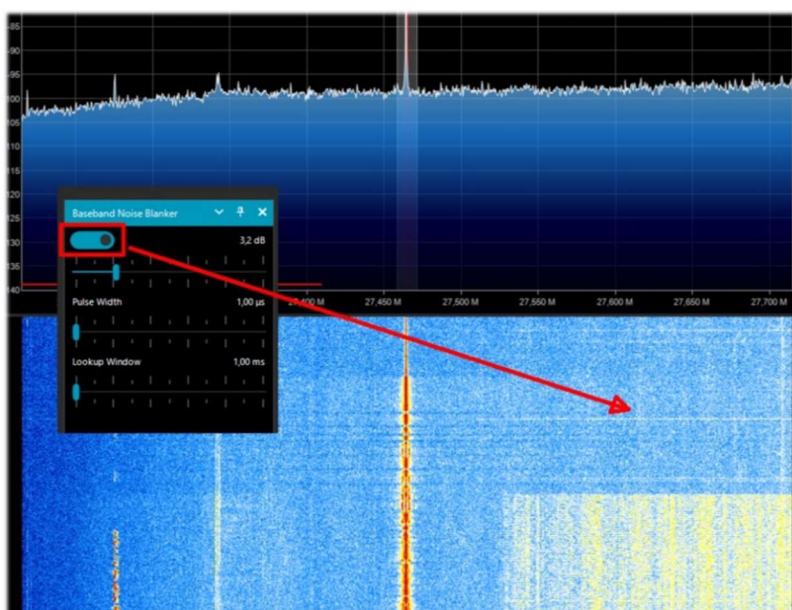 -85
-90
-95
100
105
110
115
120
Baseband Noise Blanker
130
3,2 dB
135
140
Pulse Width
1,00 µs
27,400 M
27,450 M
27,500 M
27,550 M
27,600 M
27,650 M
27,700 M
Lookup Window
1,00 ms